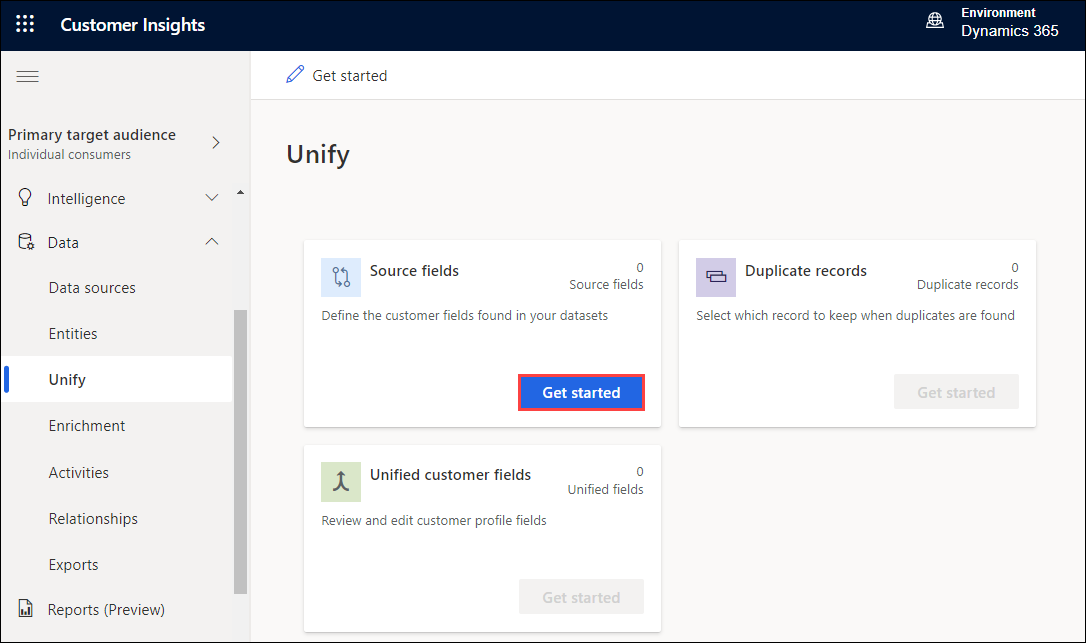 Customer Insights
Environment
Dynamics 365
Get started
Primary target audience
Individual consumers
Intelligence
Data
Data sources
Entities
Unify
Enrichment
Activities
Relationships
Exports
Reports (Preview)
Unify
Source fields
0
Source fields
Define the customer fields found in your datasets
Get started
Duplicate records
0
Duplicate records
Select which record to keep when duplicates are found
Get started
Unified customer fields
0
Unified fields
Review and edit customer profile fields
Get started